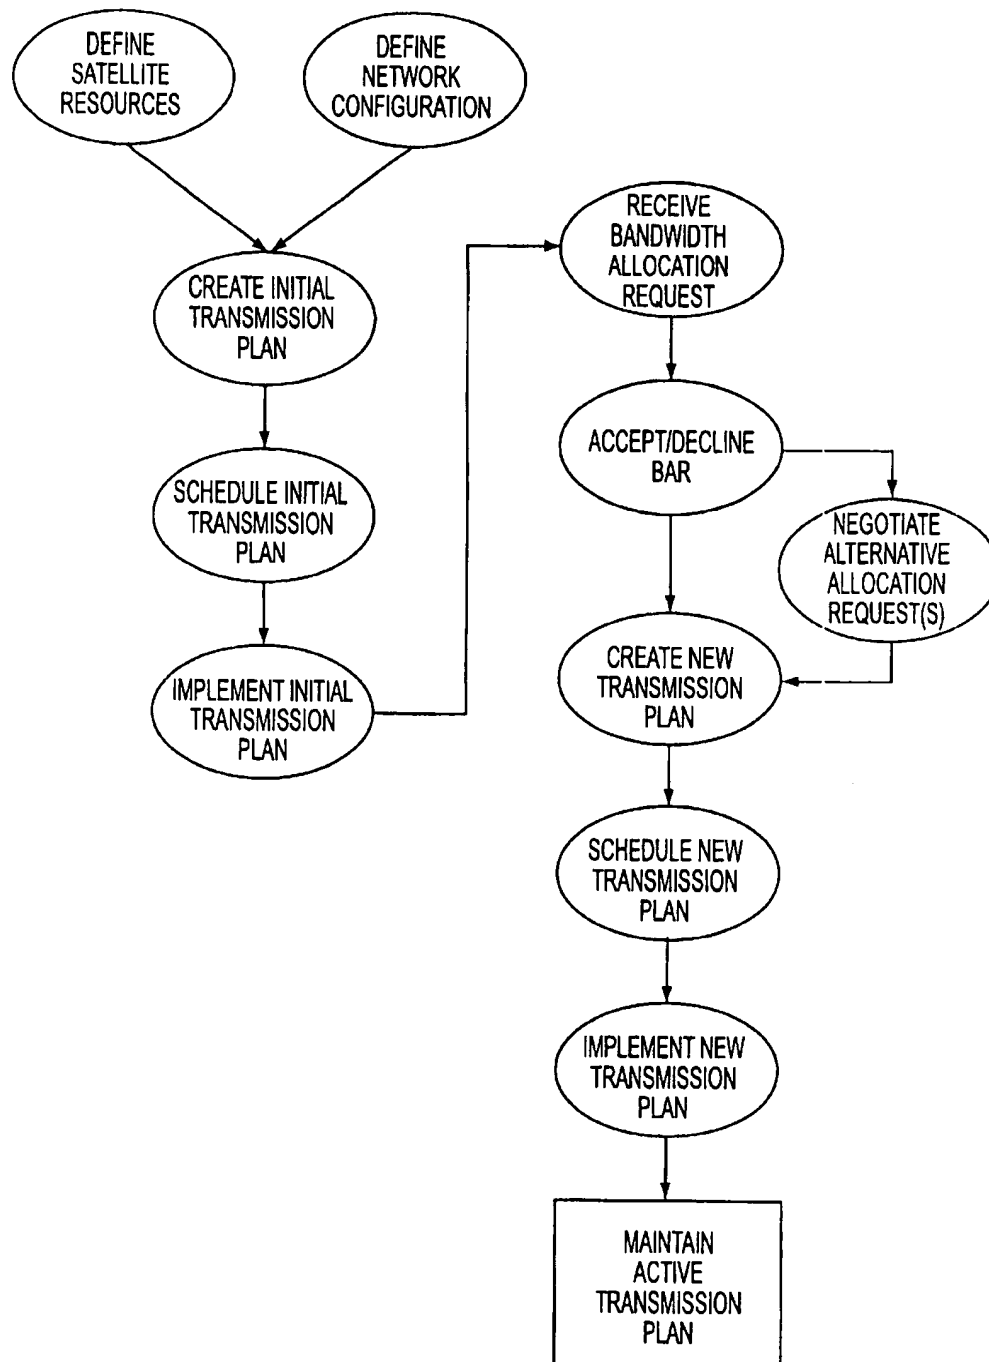 DEFINE
SATELLITE
RESOURCES
DEFINE
NETWORK
CONFIGURATION
CREATE INITIAL
TRANSMISSION
PLAN
SCHEDULE INITIAL
TRANSMISSION
PLAN
IMPLEMENT INITIAL
TRANSMISSION
PLAN
RECEIVE
BANDWIDTH
ALLOCATION
REQUEST
ACCEPT/DECLINE
BAR
NEGOTIATE
ALTERNATIVE
ALLOCATION
REQUEST(S)
CREATE NEW
TRANSMISSION
PLAN
SCHEDULE NEW
TRANSMISSION
PLAN
IMPLEMENT NEW
TRANSMISSION
PLAN
MAINTAIN
ACTIVE
TRANSMISSION
PLAN